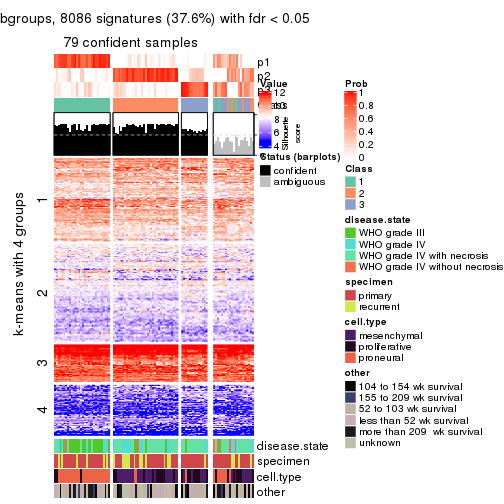 bgroups, 8086 signatures (37.6%) with fdr < 0.05
79 confident samples
p1
p2
p3
Value
12
10
8
6
4
Silhouette
score
Status (barplots)
confident
ambiguous
Prob
1
0.8
0.6
0.4
0.2
0
Class
1
2
3
disease.state
WHO grade III
WHO grade IV
WHO grade IV with necrosis
WHO grade IV without necrosis
specimen
primary
recurrent
cell.type
mesenchymal
proliferative
proneural
other
104 to 154 wk survival
155 to 209 wk survival
52 to 103 wk survival
less than 52 wk survival
more than 209 wk survival
unknown
k-means with 4 groups
1
2
3
4
disease.state
specimen
cell.type
other